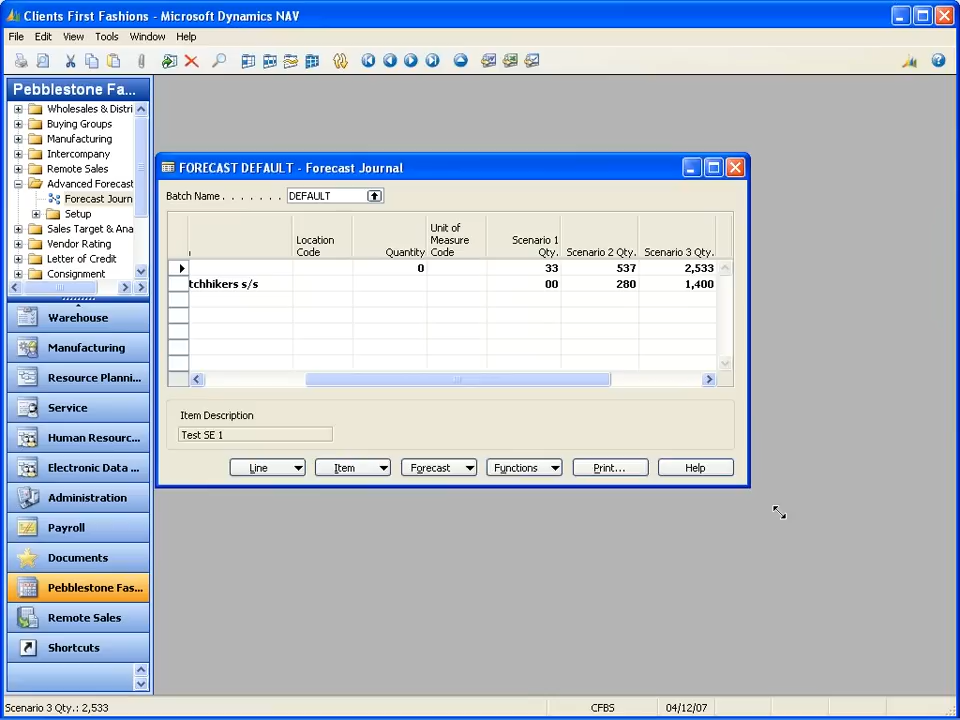 Clients First Fashions - Microsoft Dynamics NAV
File Edit View Tools Window Help
Pebblestone Fa...
Wholesales & Distri
Buying Groups
Manufacturing
Intercompany
Remote Sales
Advanced Forecast
Forecast Journ
Setup
Sales Target & Ana
Vendor Rating
Letter of Credit
Consignment
Warehouse
Manufacturing
Resource Planni...
Service
Human Resourc...
Electronic Data ...
Administration
Payroll
Documents
Pebblestone Fas...
Remote Sales
Shortcuts
FORECAST DEFAULT - Forecast Journal
Batch Name . . . . . . . DEFAULT
Location Code Quantity Unit of Measure Code Scenario 1 Qty. Scenario 2 Qty. Scenario 3 Qty.
0 33 537 2,533
tchhikers s/s 00 280 1,400
Item Description
Test SE 1
Line Item Forecast Functions Print... Help
Scenario 3 Qty.: 2,533 CFBS 04/12/07